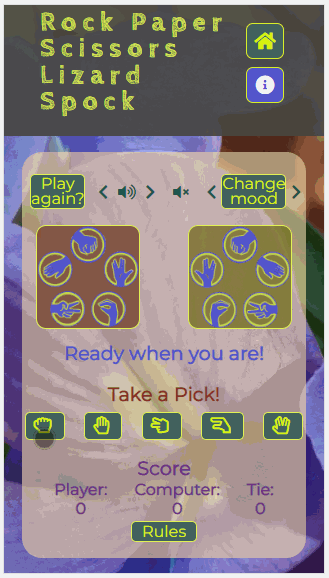 Rock Paper
Scissors
Lizard
Spock
Play
again?
Change
mood
Ready when you are!
Take a Pick!
Score
Player: Computer: Tie:
0 0 0
Rules